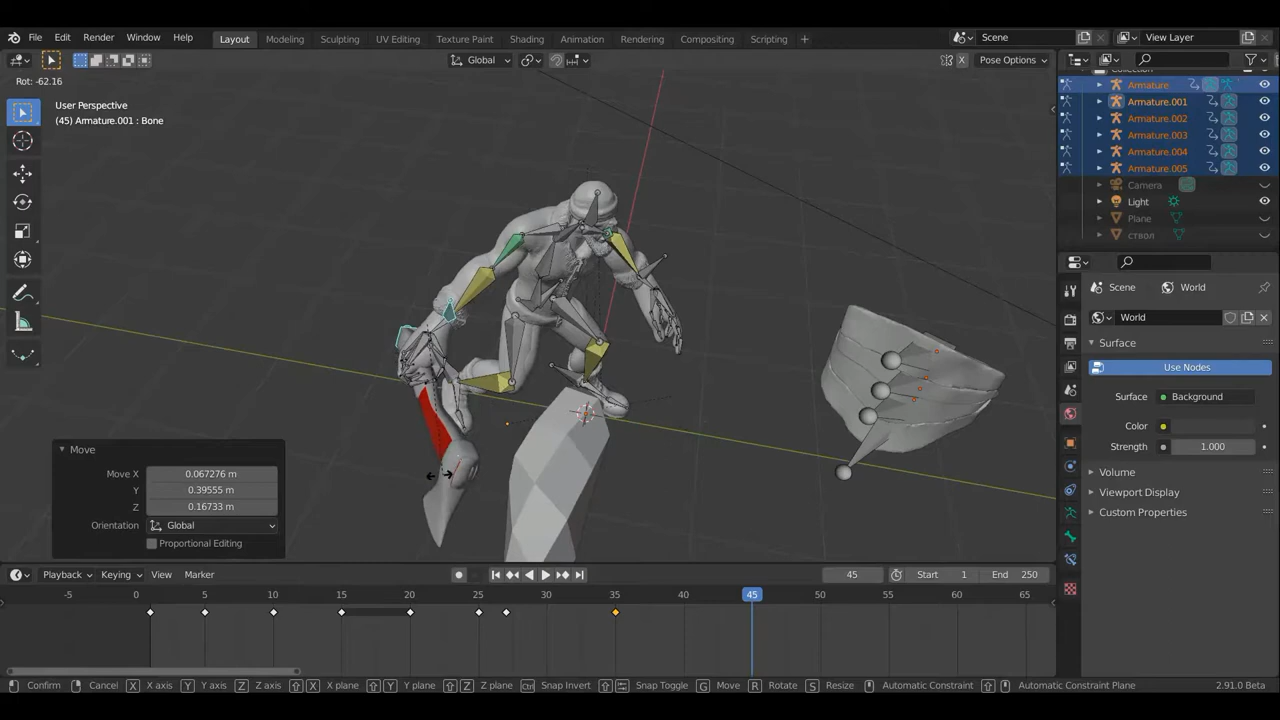 File Edit Render Window Help Layout Modeling Sculpting UV Editing Texture Paint Shading Animation Rendering Compositing Scripting + Scene View Layer
Global X Pose Options
Rot: -62.16
User Perspective
(45) Armature.001 : Bone
Armature
Armature.001
Armature.002
Armature.003
Armature.004
Armature.005
Camera
Light
Plane
ствол
Scene World
World
Surface
Use Nodes
Surface Background
Color
Strength 1.000
Volume
Viewport Display
Custom Properties
Move
Move X 0.067276 m
Y 0.39555 m
Z 0.16733 m
Orientation Global
Proportional Editing
Playback Keying View Marker 45 Start 1 End 250
-5 0 5 10 15 20 25 30 35 40 45 50 55 60 65
Confirm Cancel X X axis Y Y axis Z Z axis X X plane Y Y plane Z Z plane Ctrl Snap Invert Snap Toggle G Move R Rotate S Resize Automatic Constraint Automatic Constraint Plane 2.91.0 Beta